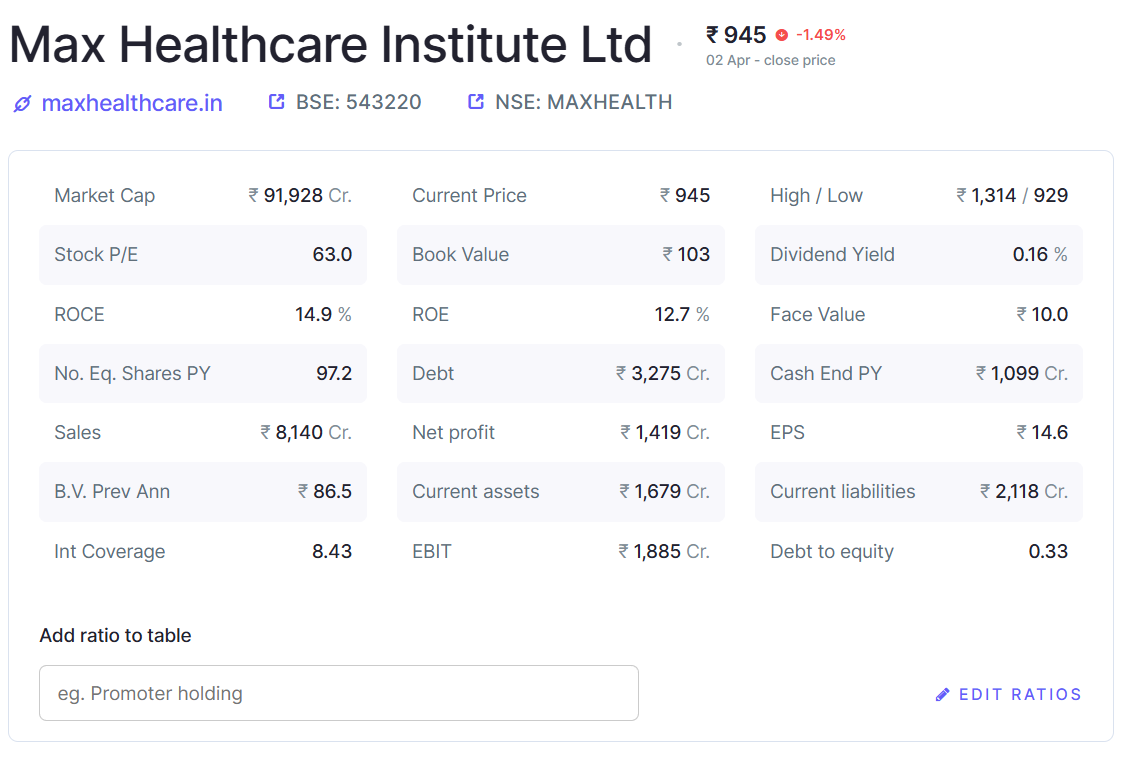 Max Healthcare Institute Ltd · ₹ 945 -1.49%
02 Apr - close price
maxhealthcare.in BSE: 543220 NSE: MAXHEALTH
Market Cap ₹ 91,928 Cr. Current Price ₹ 945 High / Low ₹ 1,314 / 929
Stock P/E 63.0 Book Value ₹ 103 Dividend Yield 0.16 %
ROCE 14.9 % ROE 12.7 % Face Value ₹ 10.0
No. Eq. Shares PY 97.2 Debt ₹ 3,275 Cr. Cash End PY ₹ 1,099 Cr.
Sales ₹ 8,140 Cr. Net profit ₹ 1,419 Cr. EPS ₹ 14.6
B.V. Prev Ann ₹ 86.5 Current assets ₹ 1,679 Cr. Current liabilities ₹ 2,118 Cr.
Int Coverage 8.43 EBIT ₹ 1,885 Cr. Debt to equity 0.33
Add ratio to table
eg. Promoter holding
EDIT RATIOS